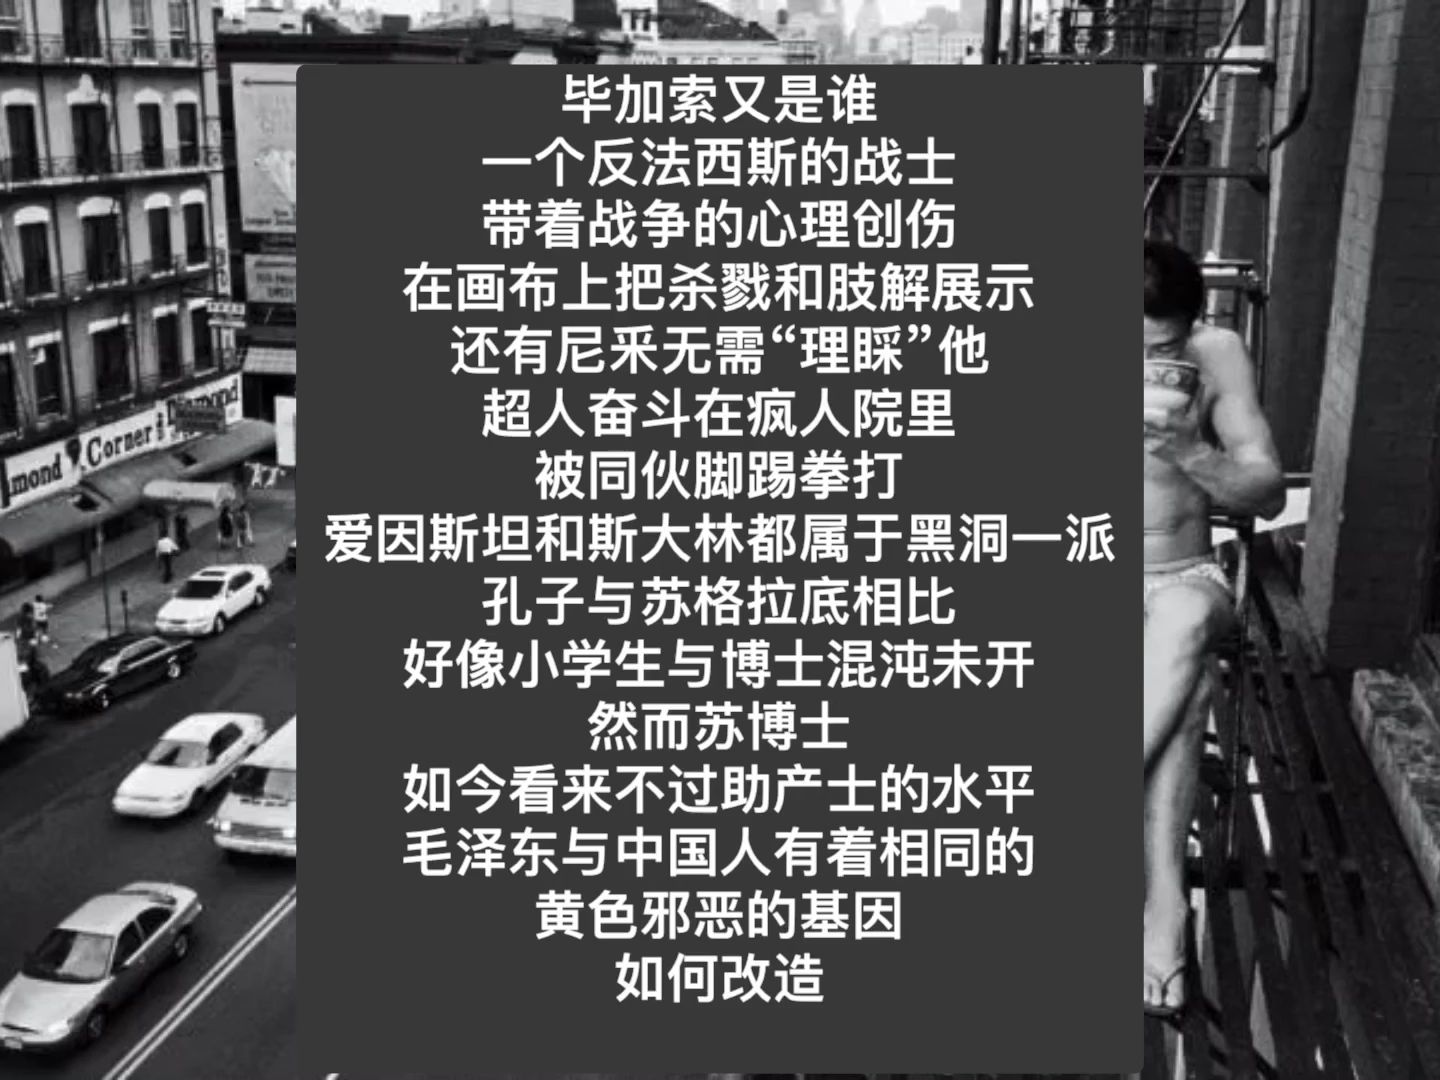 毕加索又是谁
一个反法西斯的战士
带着战争的心理创伤
在画布上把杀戮和肢解展示
还有尼采无需“理睬”他
超人奋斗在疯人院里
被同伙脚踢拳打
爱因斯坦和斯大林都属于黑洞一派
孔子与苏格拉底相比
好像小学生与博士混沌未开
然而苏博士
如今看来不过助产士的水平
毛泽东与中国人有着相同的
黄色邪恶的基因
如何改造
mond Corner
Diamond